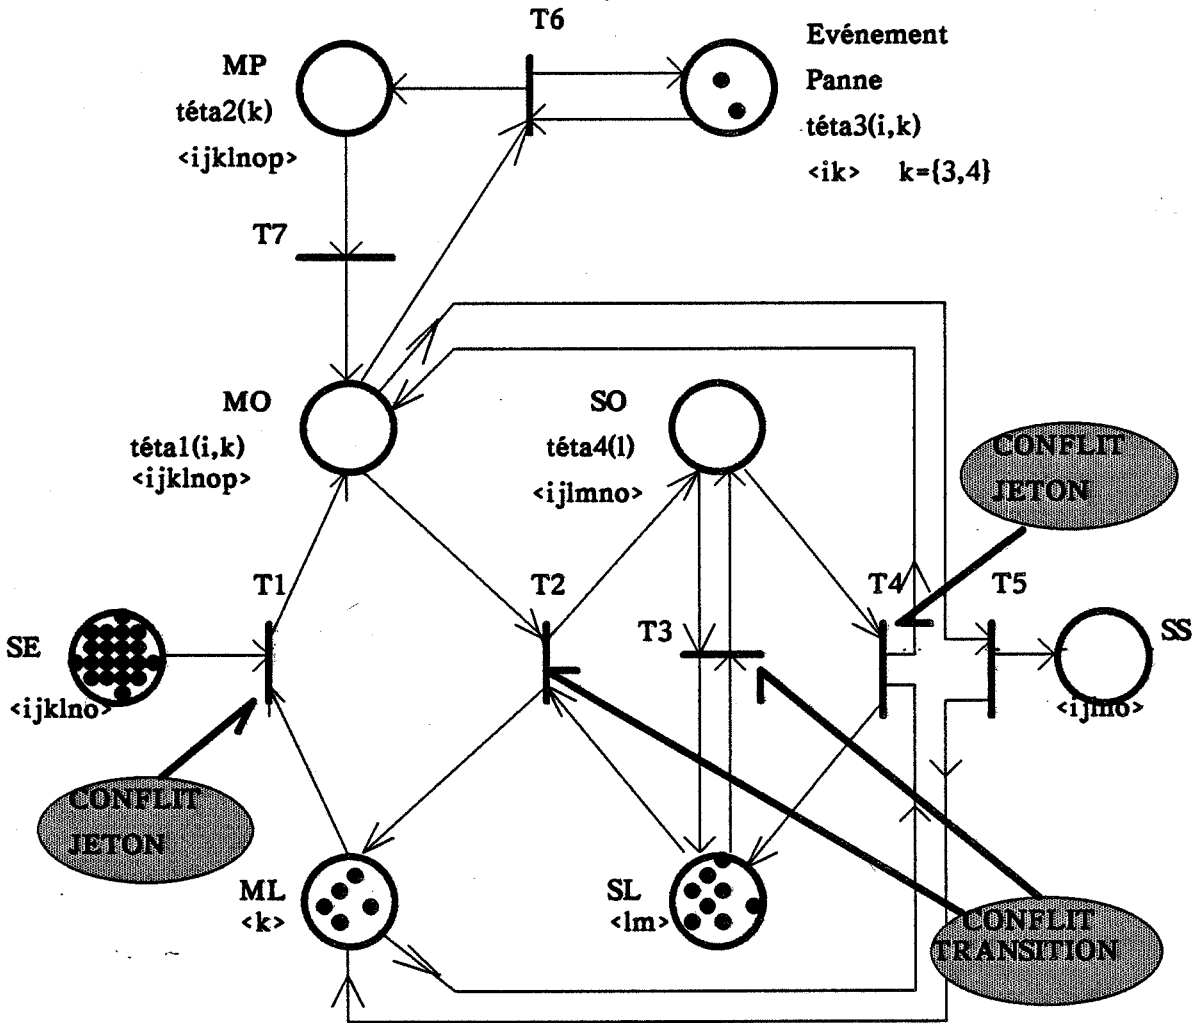 T6
Evénement
Panne
téta3(i,k)
<ik> k={3,4}
MP
téta2(k)
<ijklnop>
T7
MO
téta1(i,k)
<ijklnop>
SO
téta4(l)
<ijlmno>
CONFLIT
JETON
T1
T2
T3
T4
T5
SE
<ijklno>
SS
<ijlno>
CONFLIT
JETON
ML
<k>
SL
<lm>
CONFLIT
TRANSITION